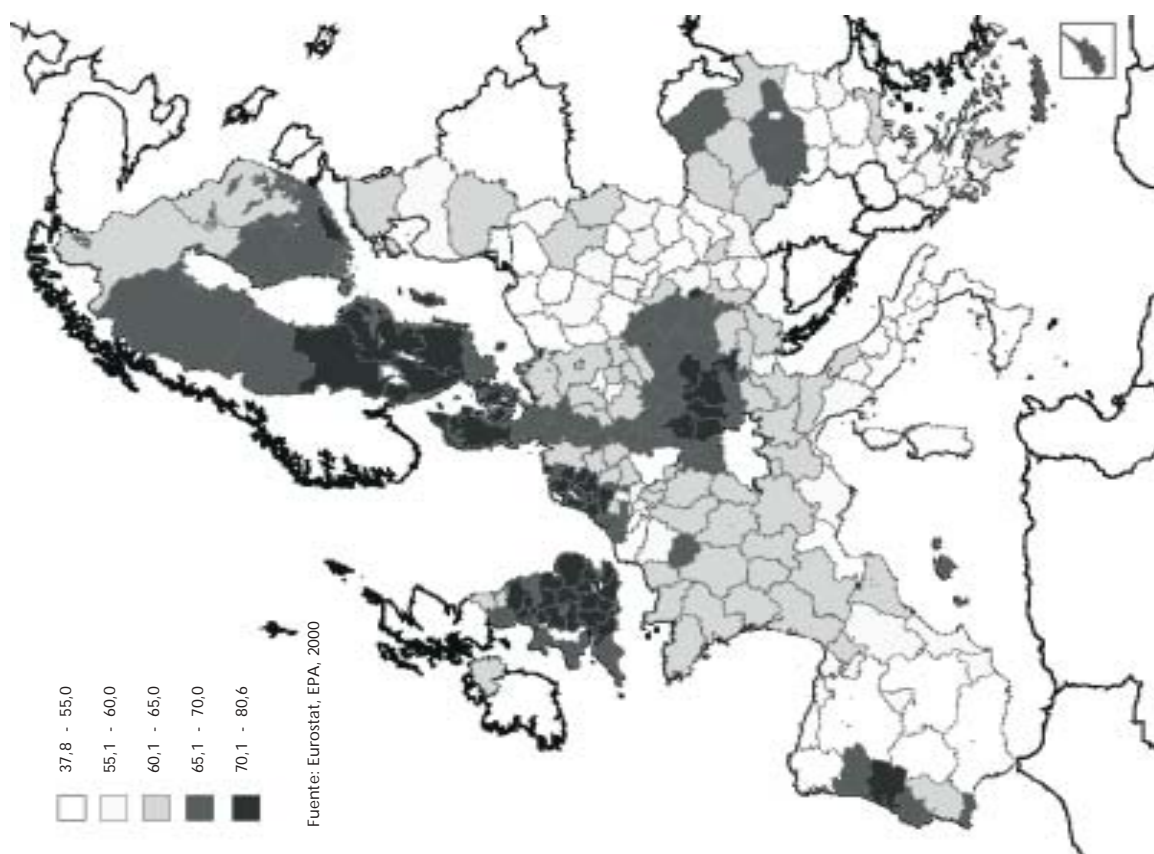 37,8 - 55,0
55,1 - 60,0
60,1 - 65,0
65,1 - 70,0
70,1 - 80,6
Fuente: Eurostat, EPA, 2000